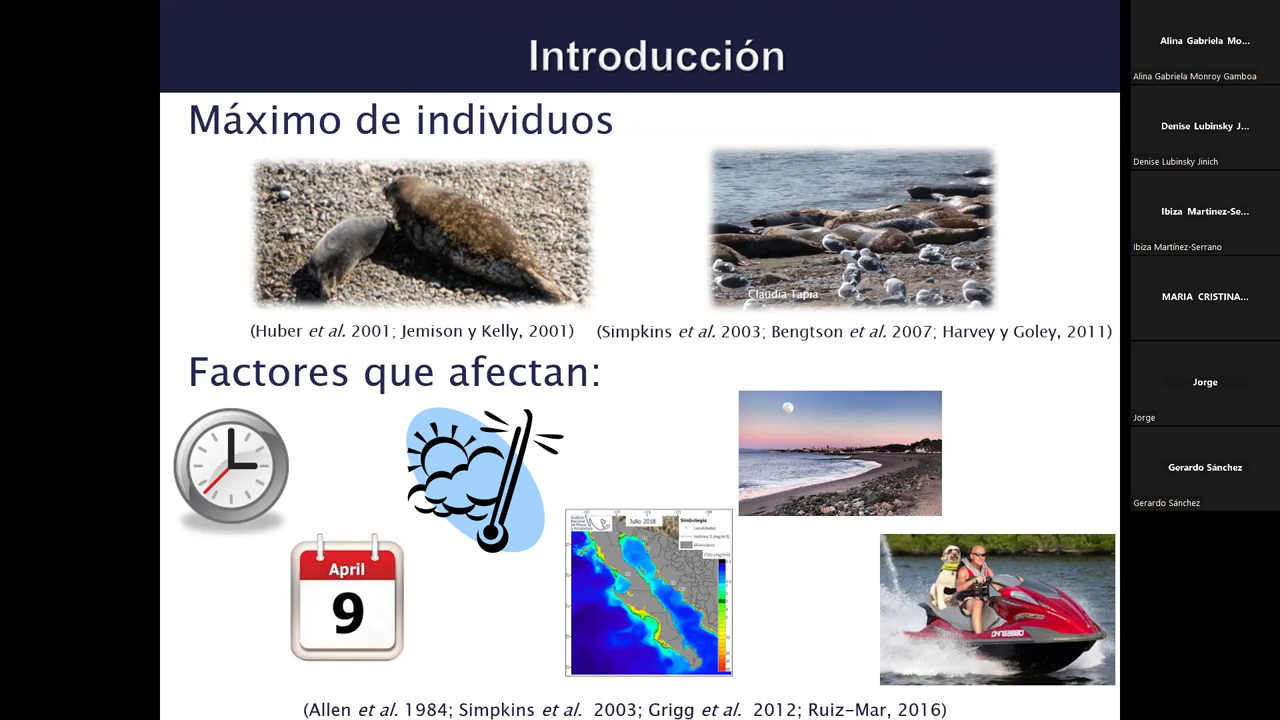 Introducción
Máximo de individuos
Claudia Tapia
(Huber et al. 2001; Jemison y Kelly, 2001)
(Simpkins et al. 2003; Bengtson et al. 2007; Harvey y Goley, 2011)
Factores que afectan:
April
9
Julio 2018
Simbología
Localidades
Municipios
(Allen et al. 1984; Simpkins et al. 2003; Grigg et al. 2012; Ruiz-Mar, 2016)
Alina Gabriela Mo...
Alina Gabriela Monroy Gamboa
Denise Lubinsky J...
Denise Lubinsky Jinich
Ibiza Martínez-Se...
Ibiza Martínez-Serrano
MARIA CRISTINA...
Jorge
Jorge
Gerardo Sánchez
Gerardo Sánchez